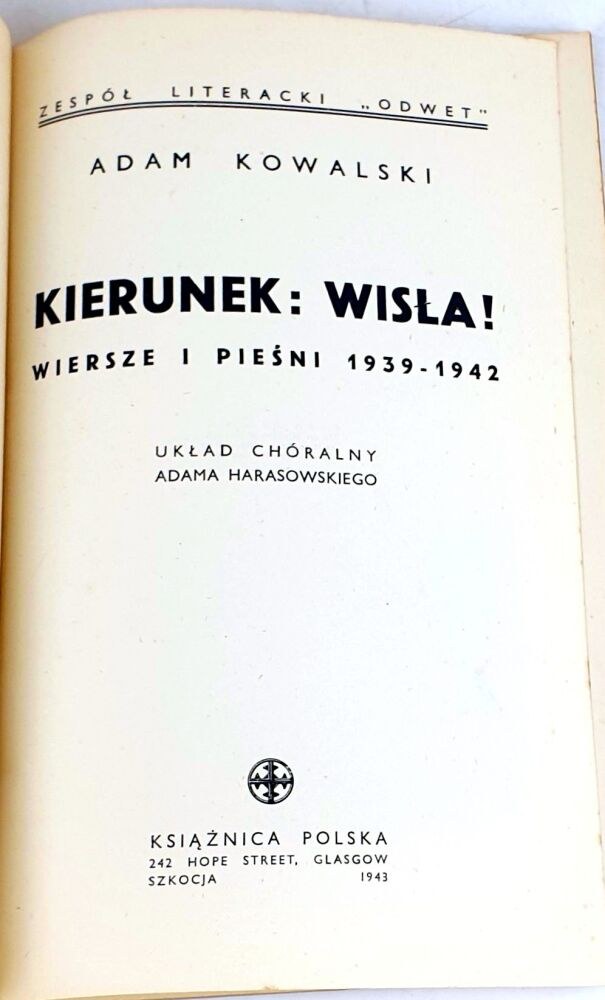 ZESPÓŁ LITERACKI „ODWET"
ADAM KOWALSKI
KIERUNEK: WISŁA!
WIERSZE I PIEŚNI 1939-1942
UKŁAD CHÓRALNY
ADAMA HARASOWSKIEGO
KSIĄŻNICA POLSKA
242 HOPE STREET, GLASGOW
SZKOCJA 1943